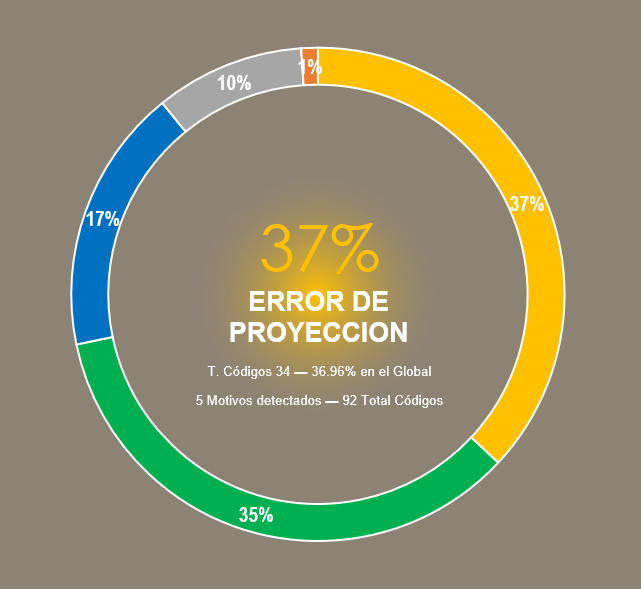 1%
10%
37%
17%
37%
ERROR DE
PROYECCION
T. Códigos 34 — 36.96% en el Global
5 Motivos detectados — 92 Total Códigos
35%